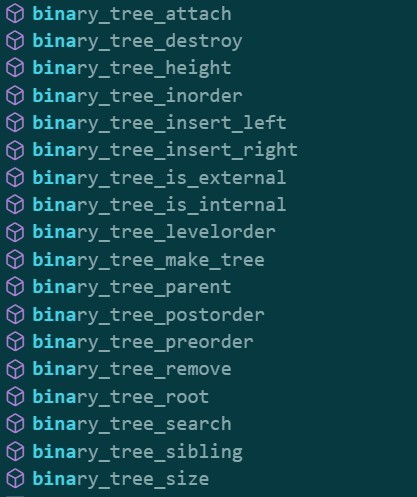 binary_tree_attach
binary_tree_destroy
binary_tree_height
binary_tree_inorder
binary_tree_insert_left
binary_tree_insert_right
binary_tree_is_external
binary_tree_is_internal
binary_tree_levelorder
binary_tree_make_tree
binary_tree_parent
binary_tree_postorder
binary_tree_preorder
binary_tree_remove
binary_tree_root
binary_tree_search
binary_tree_sibling
binary_tree_size